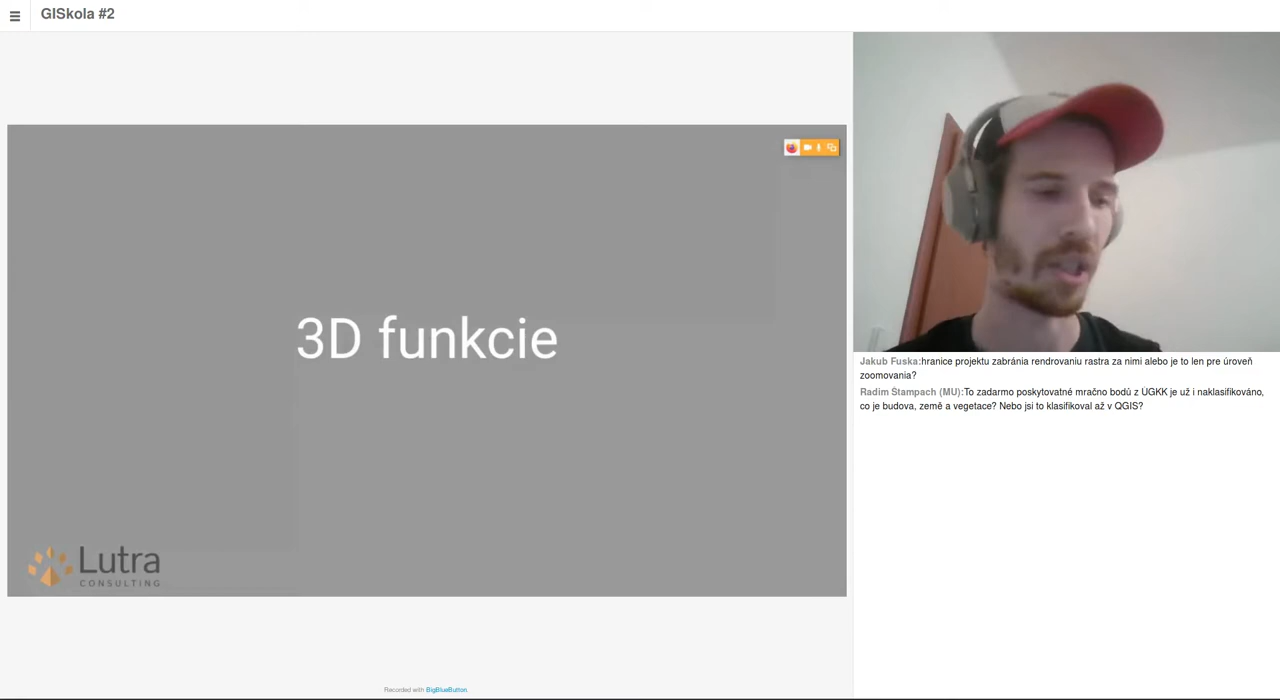 GISkola #2
3D funkcie
Lutra
CONSULTING
Jakub Fuska:hranice projektu zabránia rendrovaniu rastra za nimi alebo je to len pre úroveň
zoomovania?
Radim Štampach (MU):To zadarmo poskytovatné mračno bodů z ÚGKK je už i naklasifikováno,
co je budova, země a vegetace? Nebo jsi to klasifikoval až v QGIS?
Recorded with BigBlueButton.